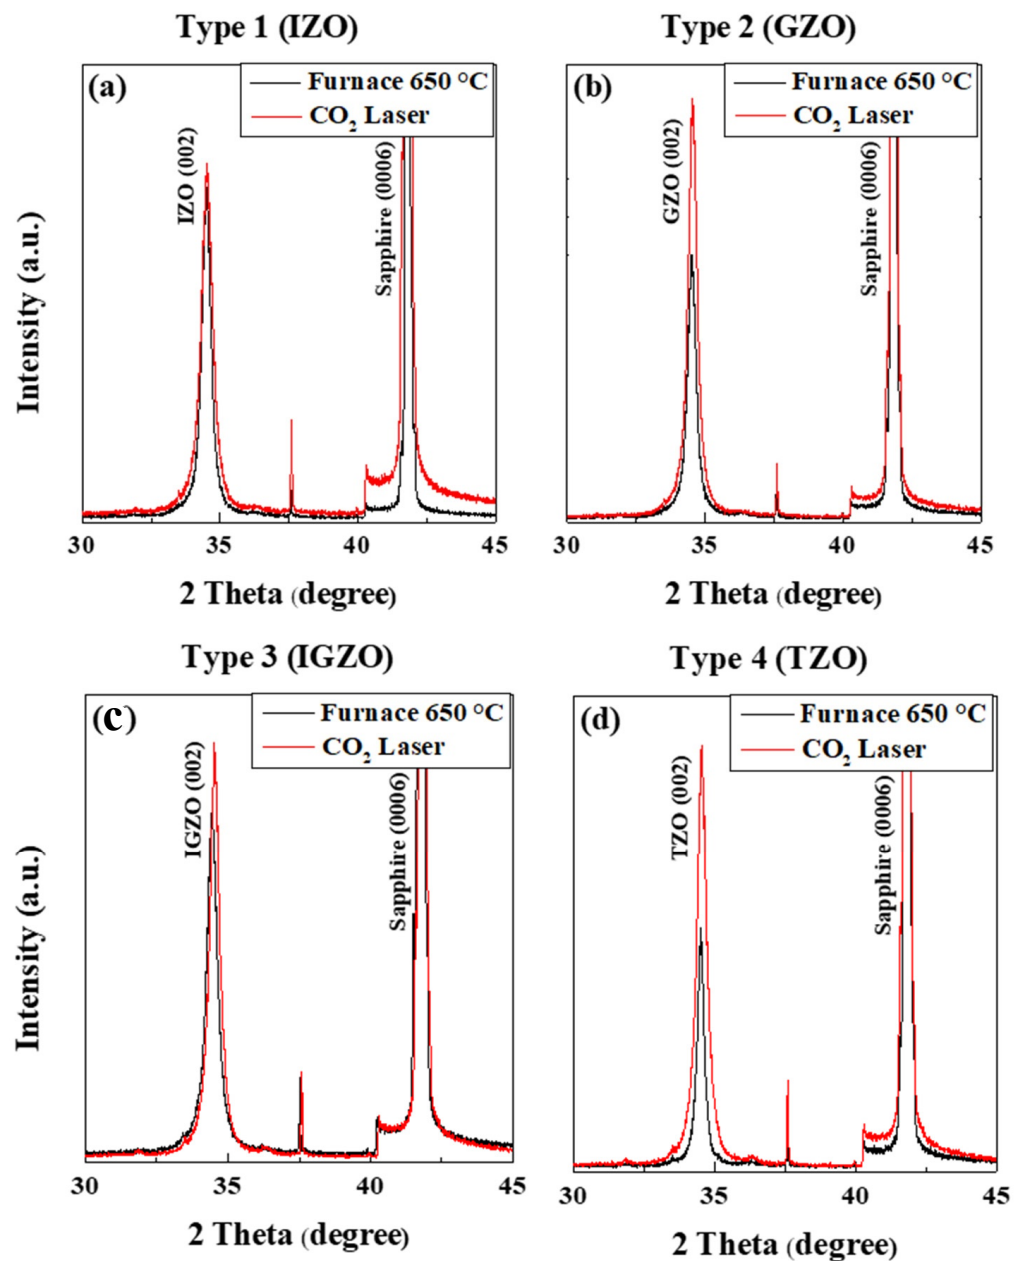 Type 1 (IZO)
(a)
Furnace 650 °C
CO₂ Laser
IZO (002)
Sapphire (0006)
Intensity (a.u.)
30 35 40 45
2 Theta (degree)
Type 2 (GZO)
(b)
Furnace 650 °C
CO₂ Laser
GZO (002)
Sapphire (0006)
30 35 40 45
2 Theta (degree)
Type 3 (IGZO)
(c)
Furnace 650 °C
CO₂ Laser
IGZO (002)
Sapphire (0006)
Intensity (a.u.)
30 35 40 45
2 Theta (degree)
Type 4 (TZO)
(d)
Furnace 650 °C
CO₂ Laser
TZO (002)
Sapphire (0006)
30 35 40 45
2 Theta (degree)